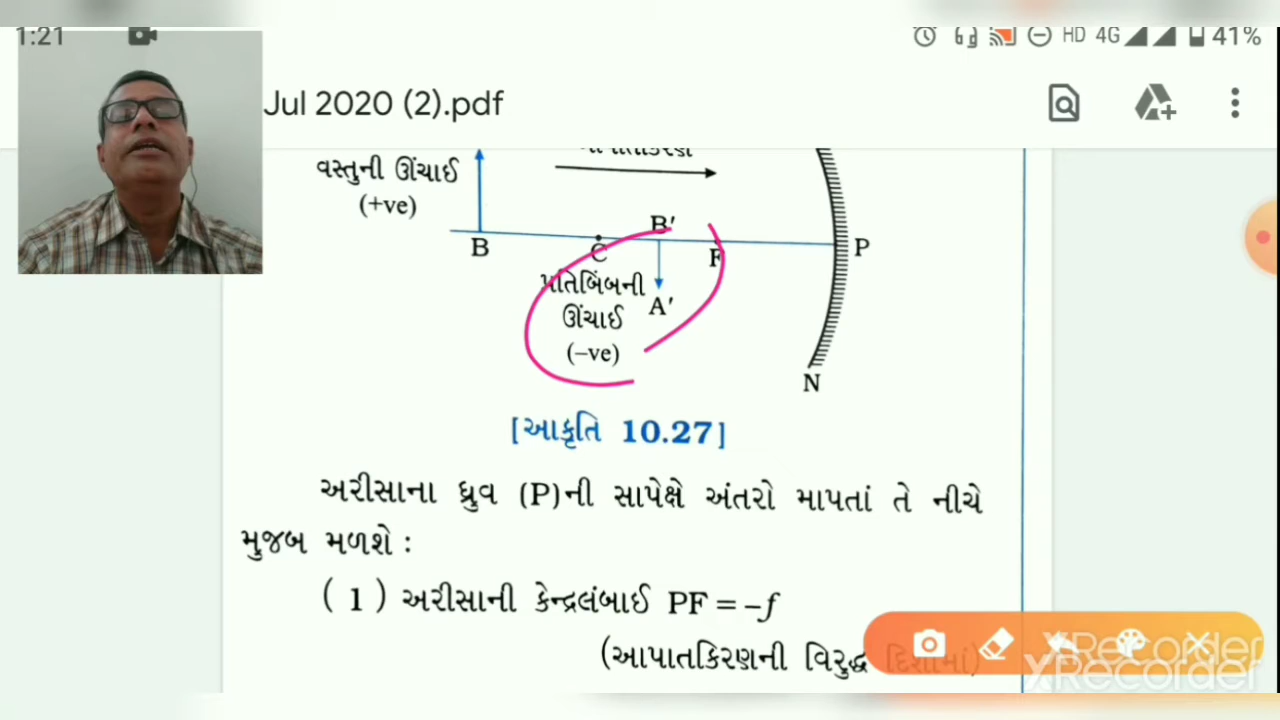 1:21
HD 4G 41%
Jul 2020 (2).pdf
વસ્તુની ઊંચાઈ
(+ve)
B
C
B′
F
P
પ્રતિબિંબની
ઊંચાઈ
A′
(–ve)
N
[આકૃતિ 10.27]
અરીસાના ધ્રુવ (P)ની સાપેક્ષે અંતરો માપતાં તે નીચે
મુજબ મળશે :
( 1 ) અરીસાની કેન્દ્રલંબાઈ PF = –f
(આપાતકિરણની વિરુદ્ધ દિશામાં)
XRecorder
XRecorder